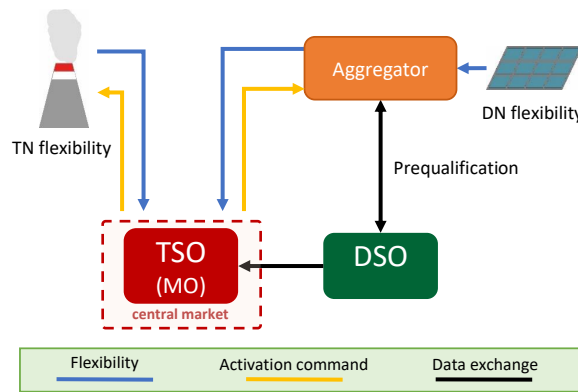 Aggregator
TN flexibility
DN flexibility
Prequalification
TSO
(MO)
DSO
central market
Flexibility
Activation command
Data exchange